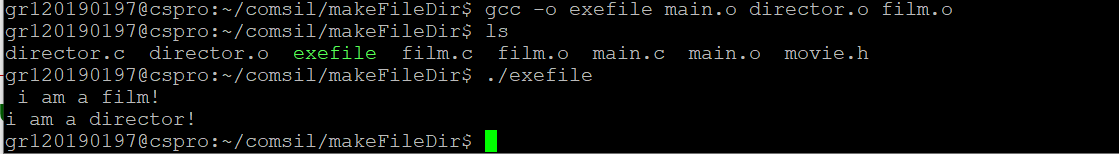 gr120190197@cspro:~/comsil/makeFileDir$ gcc -o exefile main.o director.o film.o
gr120190197@cspro:~/comsil/makeFileDir$ ls
director.c  director.o  exefile  film.c  film.o  main.c  main.o  movie.h
gr120190197@cspro:~/comsil/makeFileDir$ ./exefile
 i am a film!
i am a director!
gr120190197@cspro:~/comsil/makeFileDir$